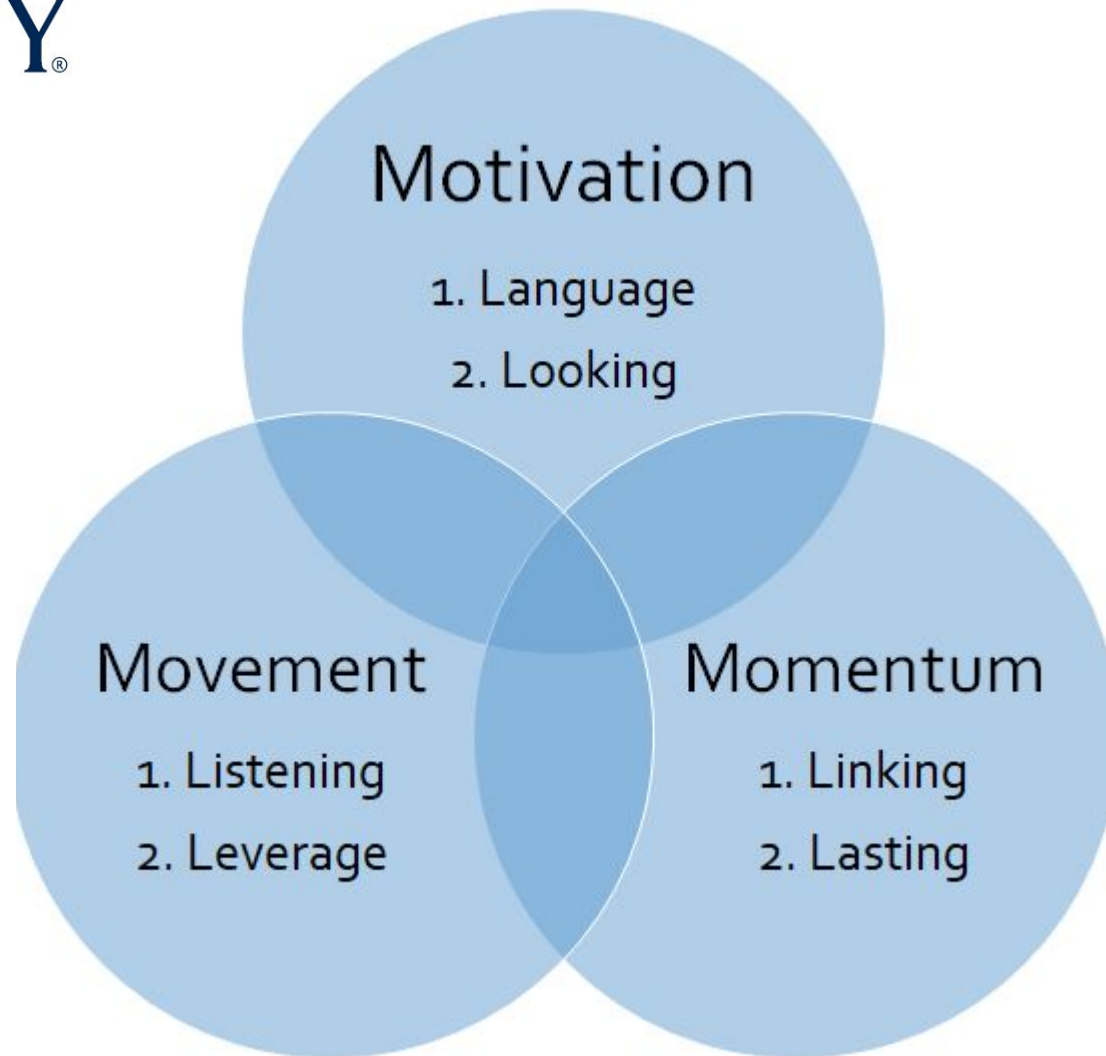 Y®
Motivation
1. Language
2. Looking
Movement
1. Listening
2. Leverage
Momentum
1. Linking
2. Lasting